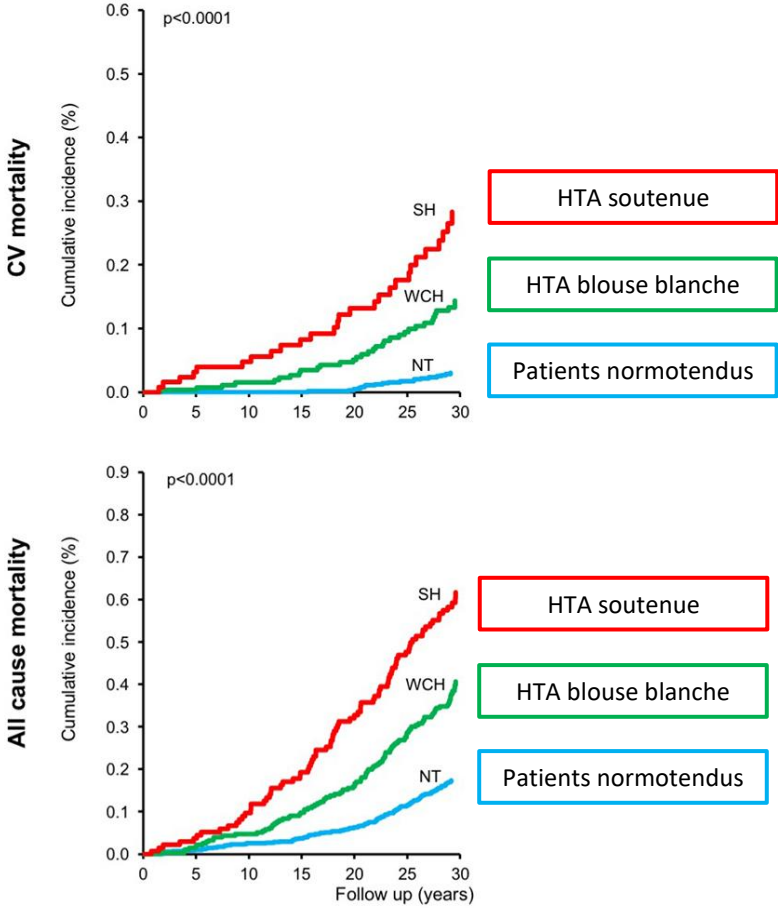 CV mortality
Cumulative incidence (%)
p<0.0001
0.6
0.5
0.4
0.3
0.2
0.1
0.0
0 5 10 15 20 25 30
SH
WCH
NT
HTA soutenue
HTA blouse blanche
Patients normotendus
All cause mortality
Cumulative incidence (%)
p<0.0001
0.9
0.8
0.7
0.6
0.5
0.4
0.3
0.2
0.1
0.0
0 5 10 15 20 25 30
Follow up (years)
SH
WCH
NT
HTA soutenue
HTA blouse blanche
Patients normotendus